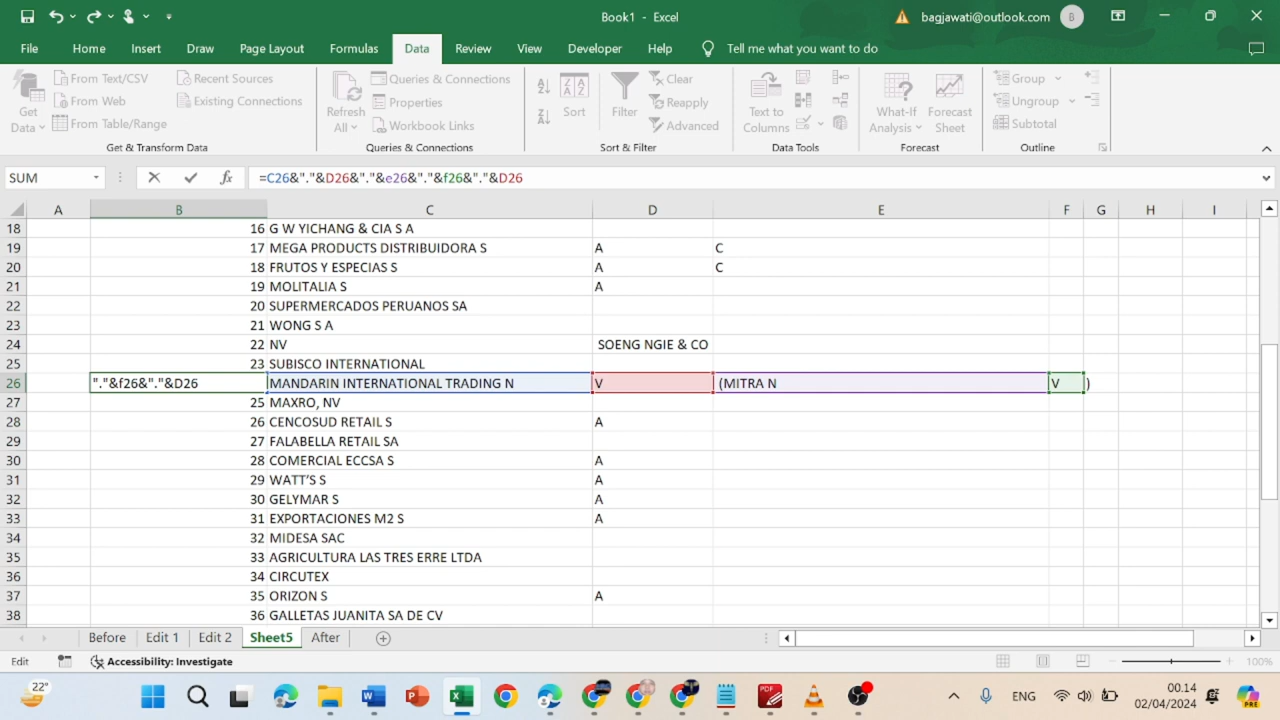 Book1 - Excel
bagjawati@outlook.com
B
File Home Insert Draw Page Layout Formulas Data Review View Developer Help Tell me what you want to do
Get Data
From Text/CSV
From Web
From Table/Range
Recent Sources
Existing Connections
Get & Transform Data
Refresh All
Queries & Connections
Properties
Workbook Links
Queries & Connections
Sort
Filter
Clear
Reapply
Advanced
Sort & Filter
Text to Columns
Data Tools
What-If Analysis
Forecast Sheet
Forecast
Group
Ungroup
Subtotal
Outline
SUM
fx
=C26&"."&D26&"."&e26&"."&f26&"."&D26
A B C D E F G H I
18 16 G W YICHANG & CIA S A
19 17 MEGA PRODUCTS DISTRIBUIDORA S A C
20 18 FRUTOS Y ESPECIAS S A C
21 19 MOLITALIA S A
22 20 SUPERMERCADOS PERUANOS SA
23 21 WONG S A
24 22 NV SOENG NGIE & CO
25 23 SUBISCO INTERNATIONAL
26 "."&f26&"."&D26 MANDARIN INTERNATIONAL TRADING N V (MITRA N V )
27 25 MAXRO, NV
28 26 CENCOSUD RETAIL S A
29 27 FALABELLA RETAIL SA
30 28 COMERCIAL ECCSA S A
31 29 WATT'S S A
32 30 GELYMAR S A
33 31 EXPORTACIONES M2 S A
34 32 MIDESA SAC
35 33 AGRICULTURA LAS TRES ERRE LTDA
36 34 CIRCUTEX
37 35 ORIZON S A
38 36 GALLETAS JUANITA SA DE CV
Before Edit 1 Edit 2 Sheet5 After
Edit Accessibility: Investigate 100%
22° ENG 00.14
02/04/2024
PRE